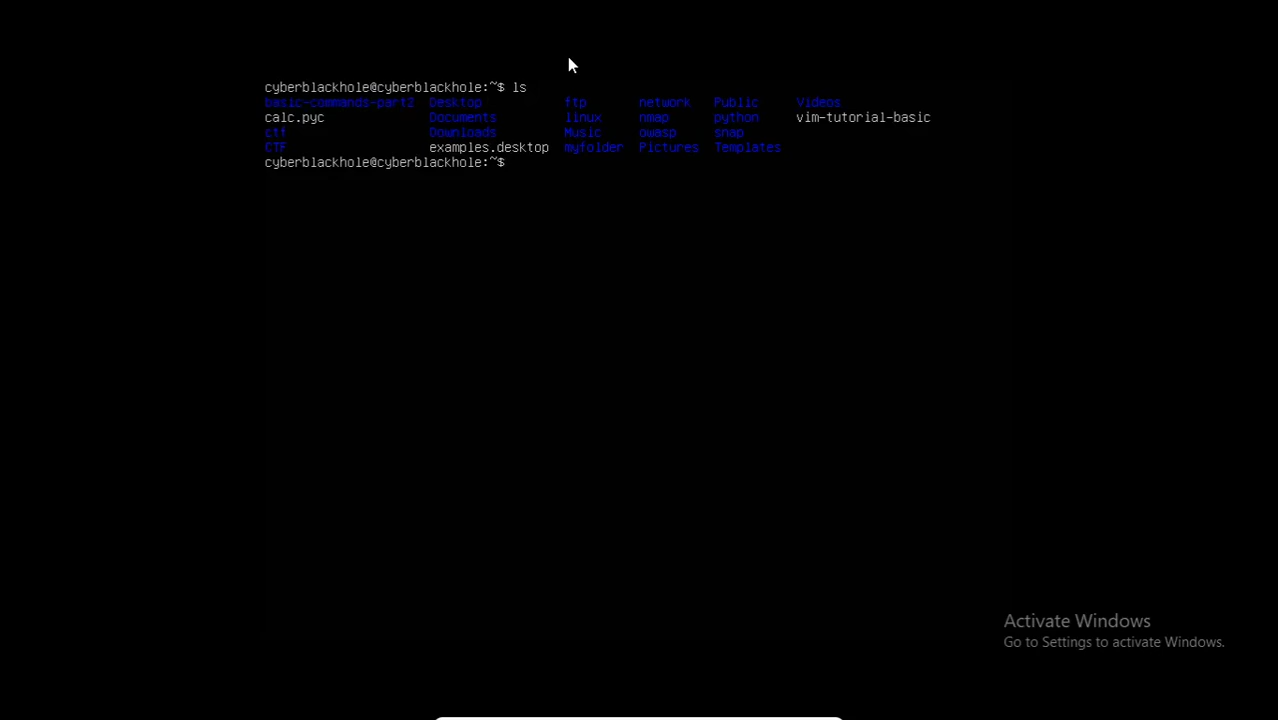 cyberblackhole@cyberblackhole:~$ ls
basic-commands-part2 Desktop ftp network Public Videos
calc.pyc Documents linux nmap python vim-tutorial-basic
ctf Downloads Music owasp snap
CTF examples.desktop myfolder Pictures Templates
cyberblackhole@cyberblackhole:~$
Activate Windows
Go to Settings to activate Windows.